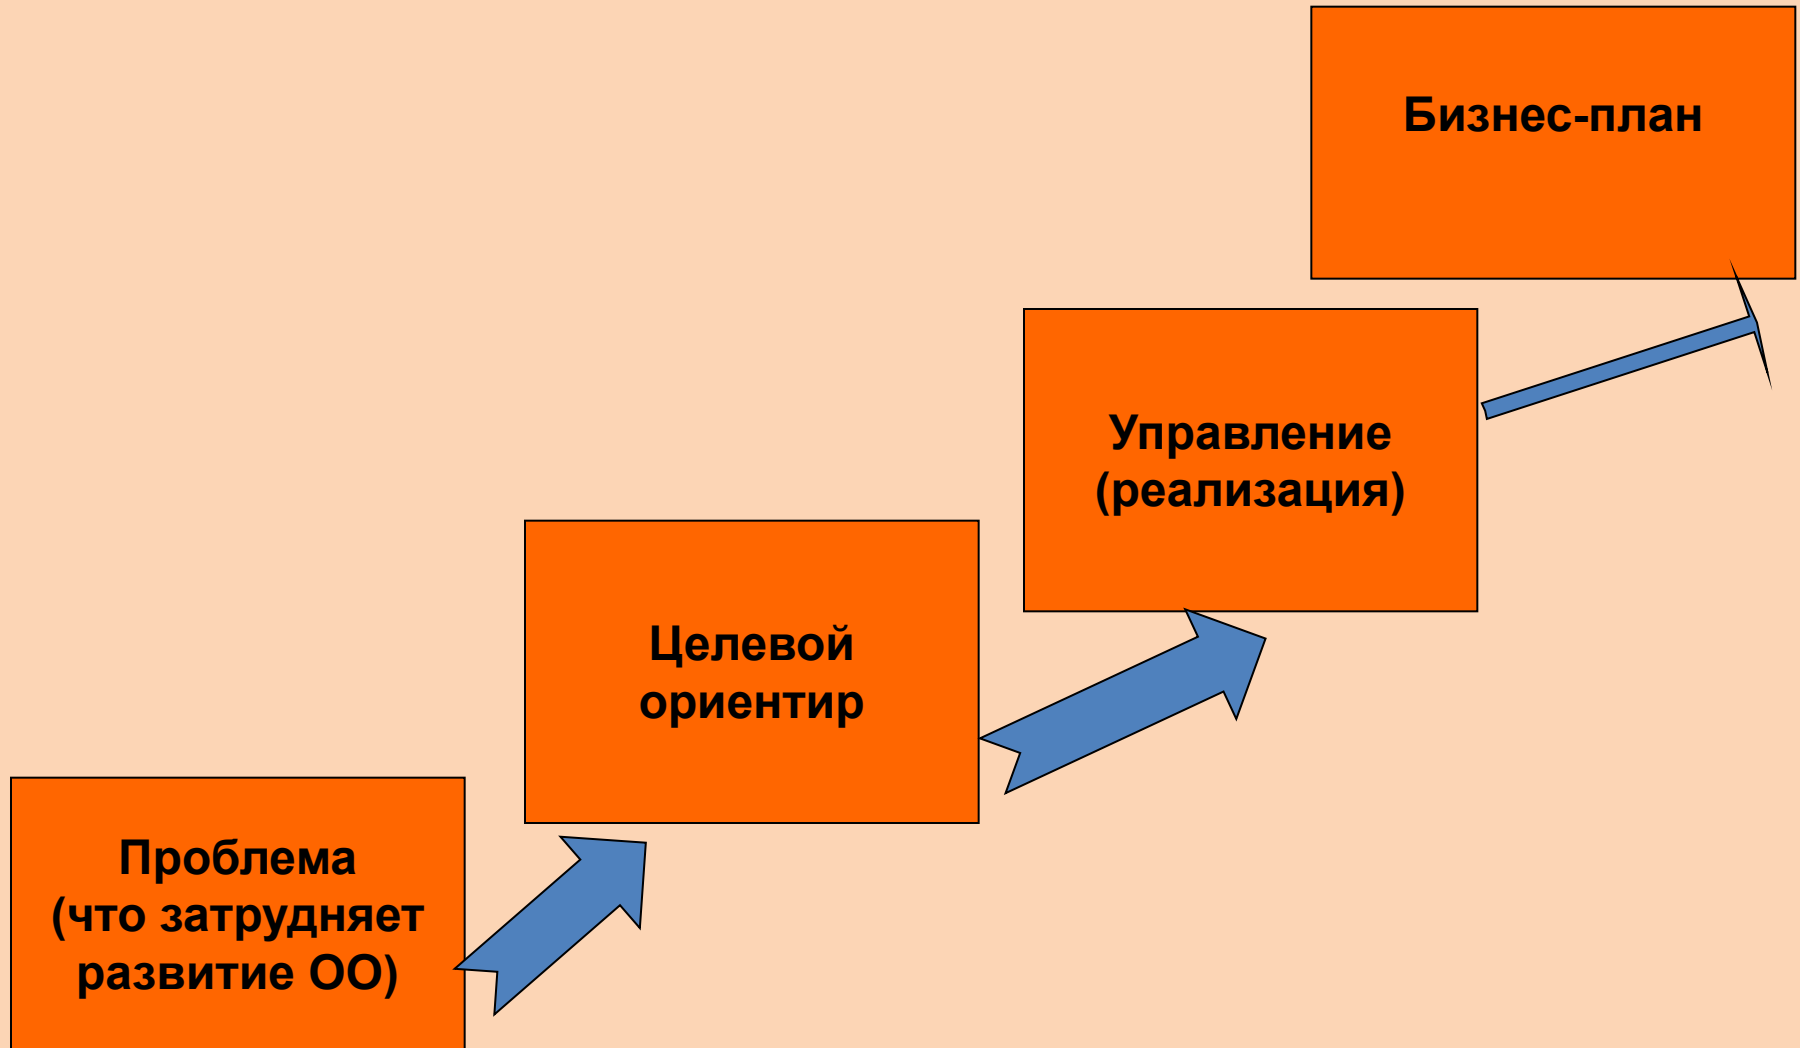 Бизнес-план
Управление
(реализация)
Целевой
ориентир
Проблема
(что затрудняет
развитие ОО)